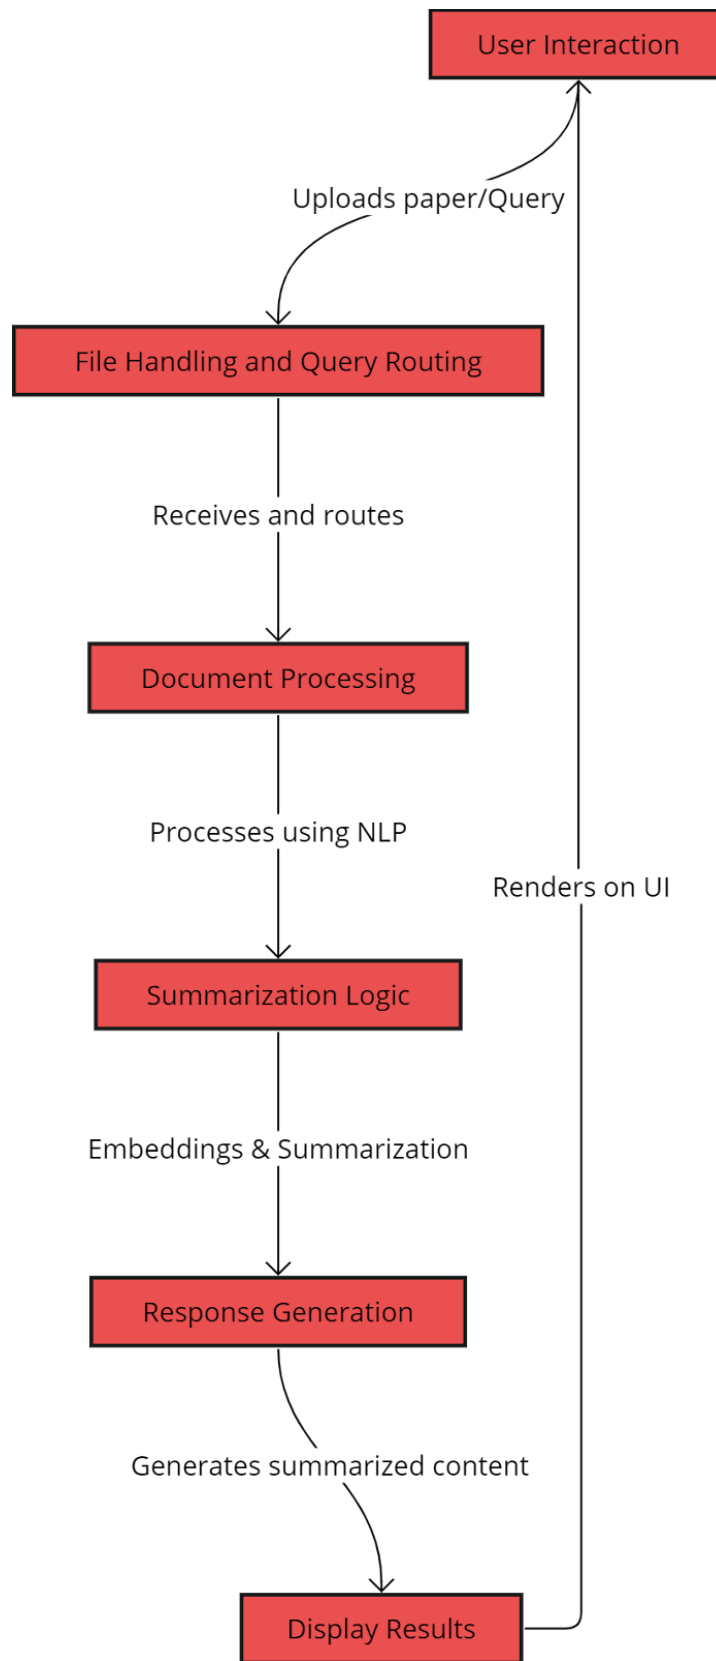 User Interaction
Uploads paper/Query
File Handling and Query Routing
Receives and routes
Document Processing
Processes using NLP
Renders on UI
Summarization Logic
Embeddings & Summarization
Response Generation
Generates summarized content
Display Results